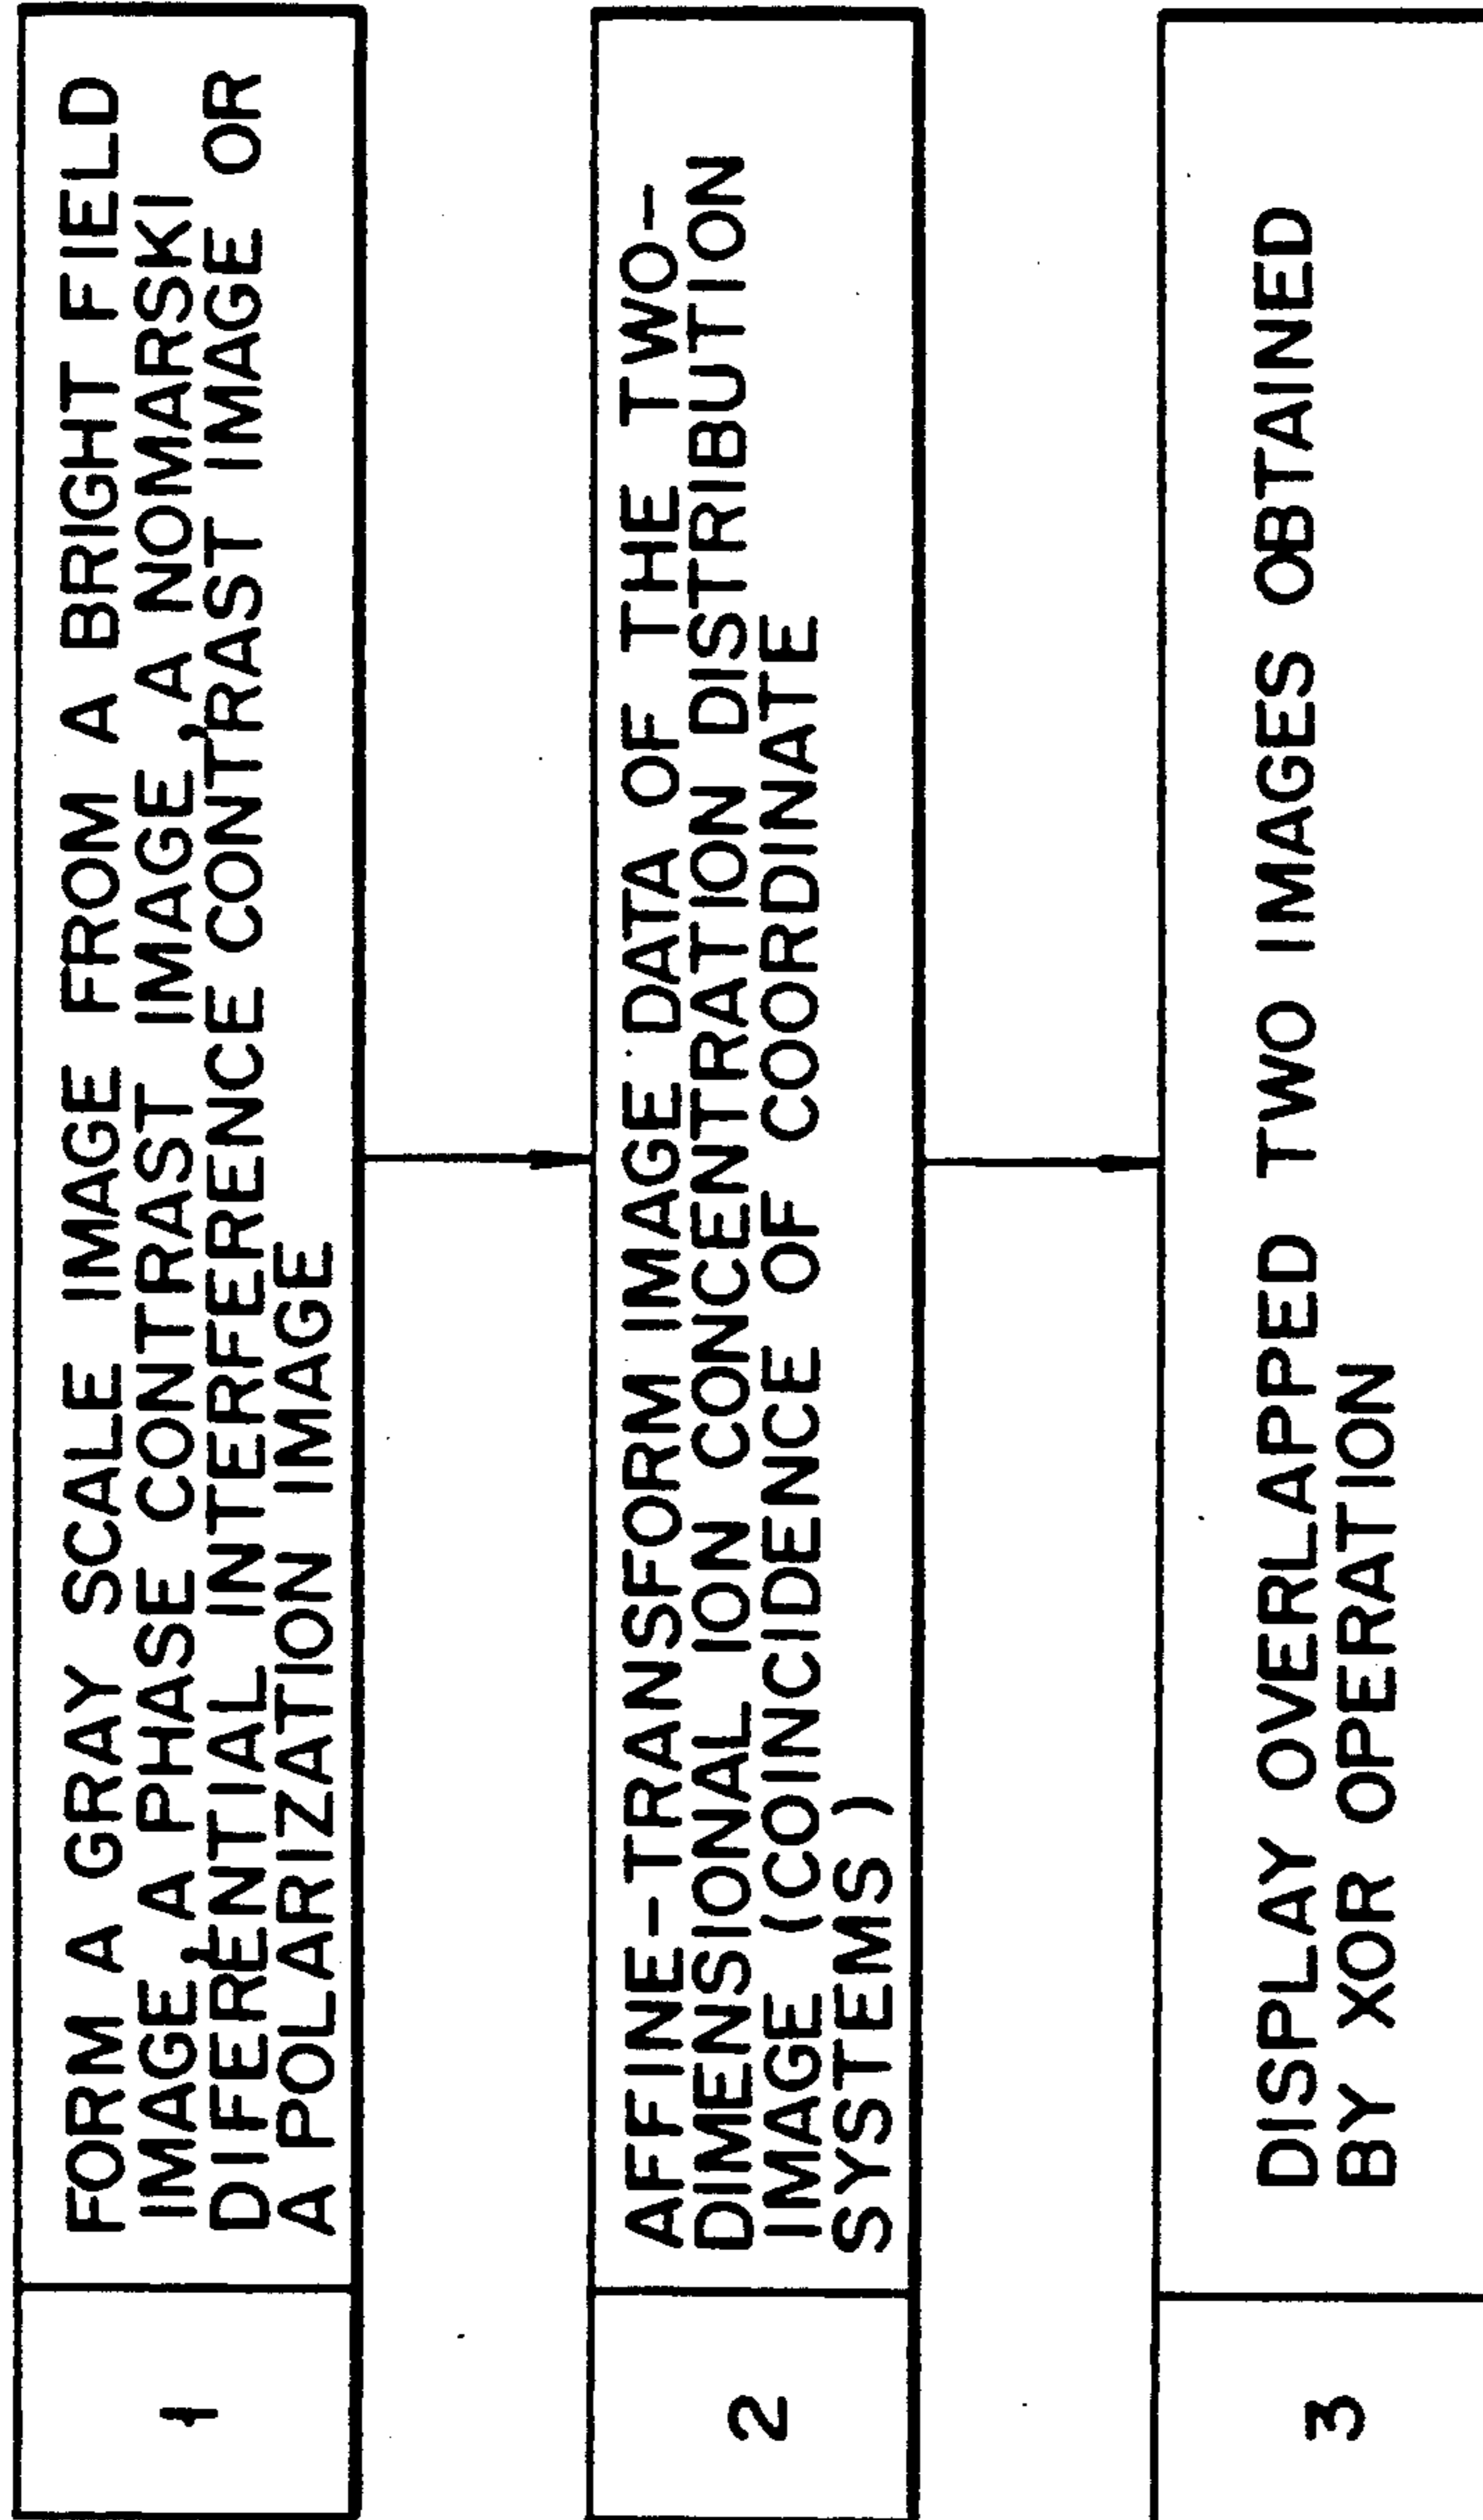 1
FORM A GRAY SCALE IMAGE FROM A BRIGHT FIELD
IMAGE, A PHASE CONTRAST IMAGE, A NOMARSKI
DIFERENTIAL INTERFERENCE CONTRAST IMAGE OR
A POLARIZATION IMAGE
2
AFFINE-TRANSFORM IMAGE DATA OF THE TWO-
DIMENSIONAL ION CONCENTRATION DISTRIBUTION
IMAGE (COINCIDENCE OF COORDINATE
SYSTEMS)
3
DISPLAY OVERLAPPED TWO IMAGES OBTAINED
BY XOR OPERATION